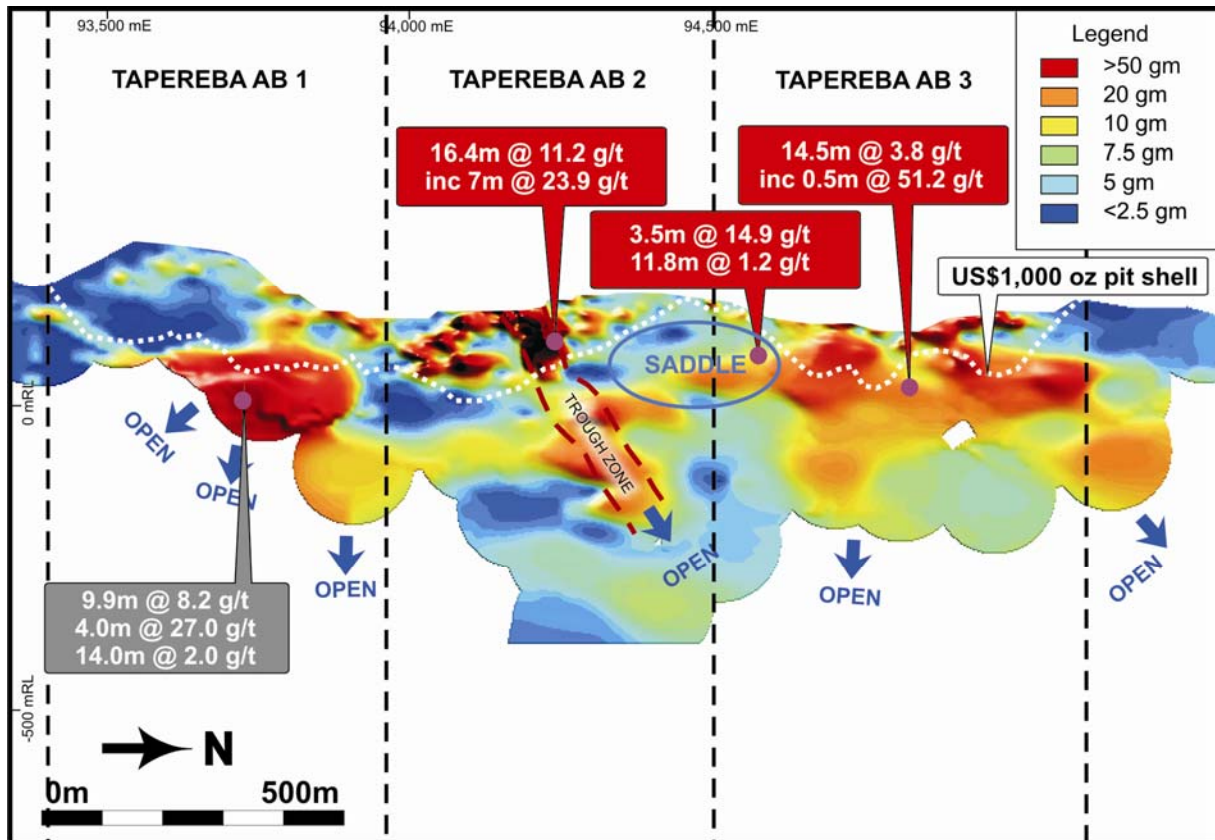 93,500 mE
94,000 mE
94,500 mE
TAPEREBA AB 1
TAPEREBA AB 2
TAPEREBA AB 3
Legend
>50 gm
20 gm
10 gm
7.5 gm
5 gm
<2.5 gm
16.4m @ 11.2 g/t
inc 7m @ 23.9 g/t
14.5m @ 3.8 g/t
inc 0.5m @ 51.2 g/t
3.5m @ 14.9 g/t
11.8m @ 1.2 g/t
US$1,000 oz pit shell
SADDLE
TROUGH ZONE
0 mRL
OPEN
OPEN
OPEN
OPEN
OPEN
OPEN
9.9m @ 8.2 g/t
4.0m @ 27.0 g/t
14.0m @ 2.0 g/t
-500 mRL
N
0m
500m